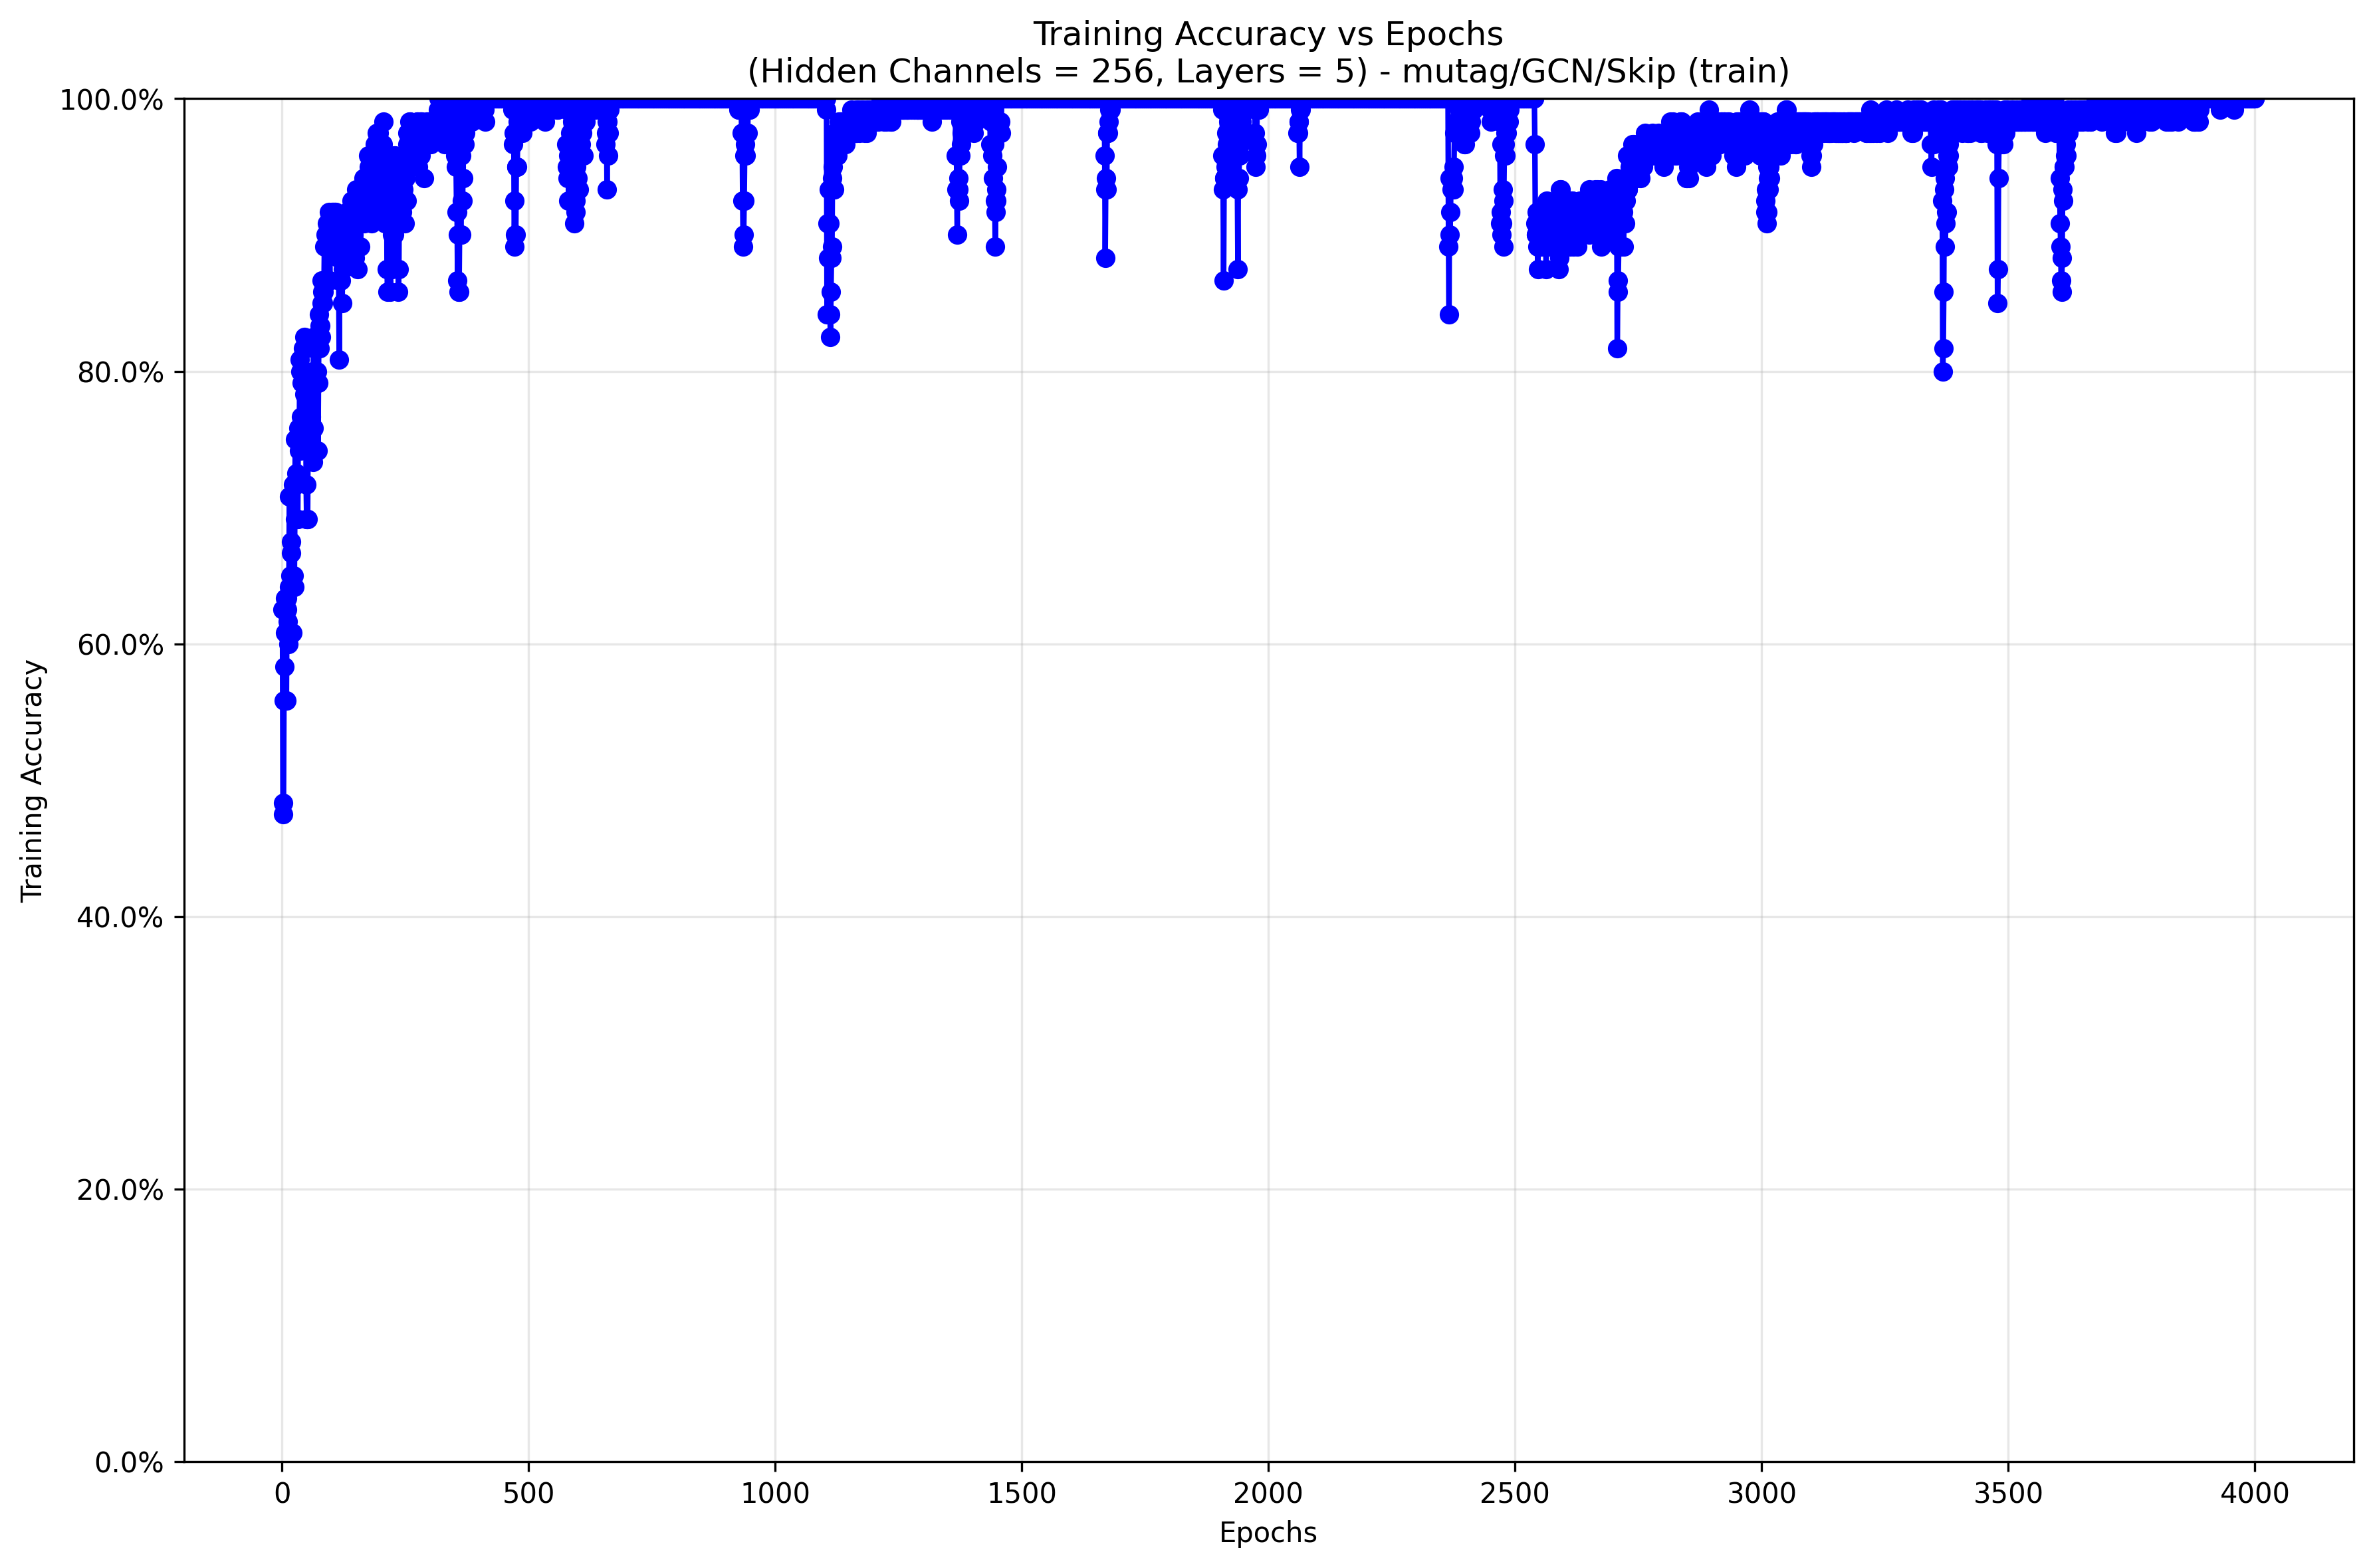 Training Accuracy vs Epochs
(Hidden Channels = 256, Layers = 5) - mutag/GCN/Skip (train)
100.0%
80.0%
60.0%
40.0%
20.0%
0.0%
Training Accuracy
0 500 1000 1500 2000 2500 3000 3500 4000
Epochs